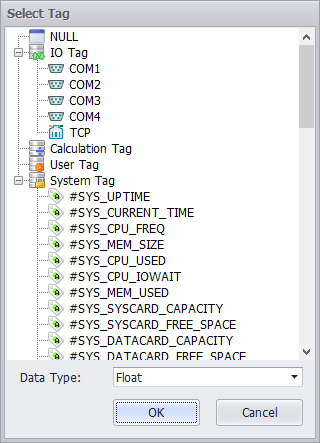 Select Tag
NULL
IO Tag
COM1
COM2
COM3
COM4
TCP
Calculation Tag
User Tag
System Tag
#SYS_UPTIME
#SYS_CURRENT_TIME
#SYS_CPU_FREQ
#SYS_MEM_SIZE
#SYS_CPU_USED
#SYS_CPU_IOWAIT
#SYS_MEM_USED
#SYS_SYSCARD_CAPACITY
#SYS_SYSCARD_FREE_SPACE
#SYS_DATACARD_CAPACITY
#SYS_DATACARD_FREE_SPACE
Data Type: Float
OK Cancel